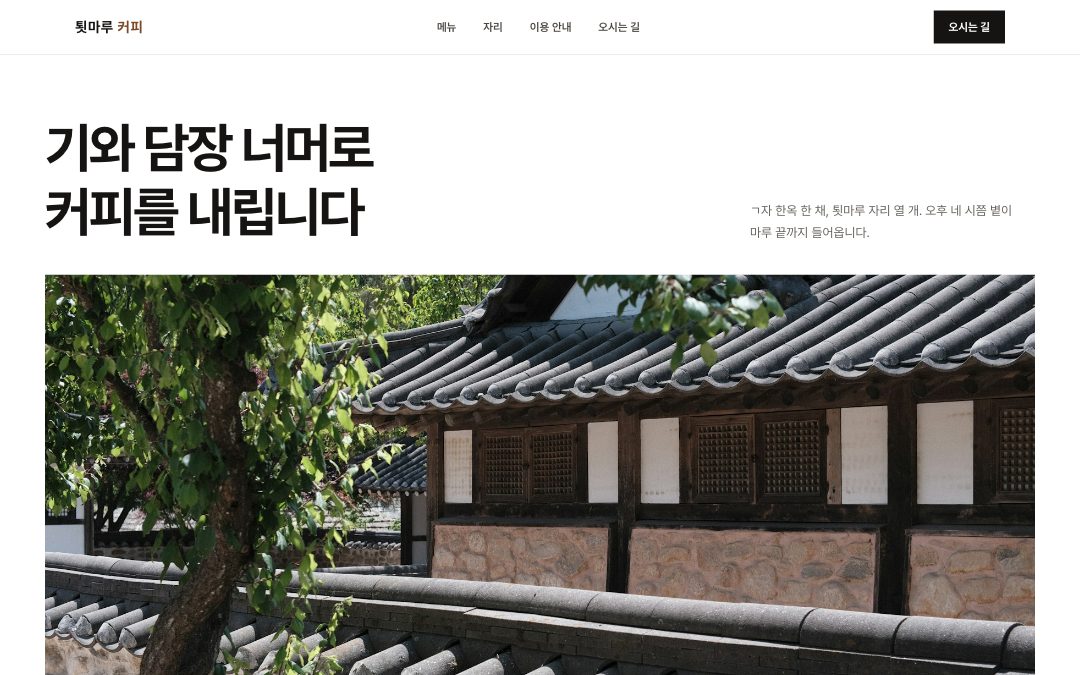 툇마루 커피
메뉴
자리
이용 안내
오시는 길
오시는 길
기와 담장 너머로
커피를 내립니다
ㄱ자 한옥 한 채, 툇마루 자리 열 개. 오후 네 시쯤 볕이
마루 끝까지 들어옵니다.